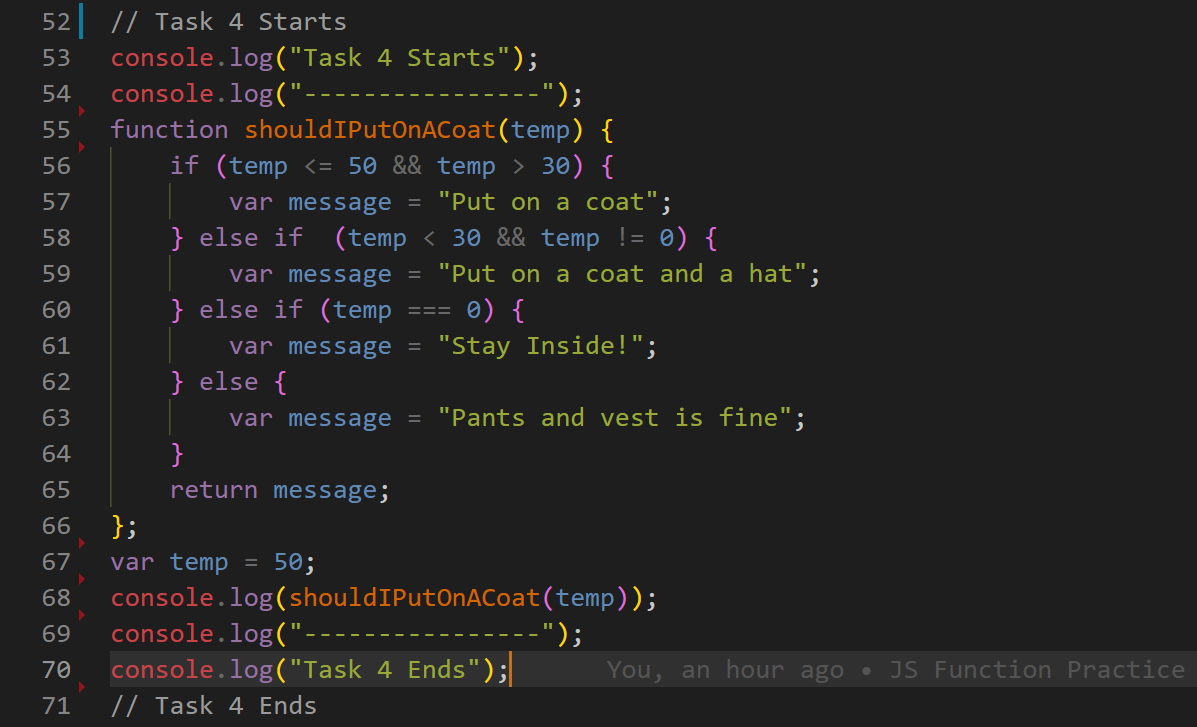 52 // Task 4 Starts
53 console.log("Task 4 Starts");
54 console.log("----------------");
55 function shouldIPutOnACoat(temp) {
56     if (temp <= 50 && temp > 30) {
57         var message = "Put on a coat";
58     } else if  (temp < 30 && temp != 0) {
59         var message = "Put on a coat and a hat";
60     } else if (temp === 0) {
61         var message = "Stay Inside!";
62     } else {
63         var message = "Pants and vest is fine";
64     }
65     return message;
66 };
67 var temp = 50;
68 console.log(shouldIPutOnACoat(temp));
69 console.log("----------------");
70 console.log("Task 4 Ends"); You, an hour ago • JS Function Practice
71 // Task 4 Ends